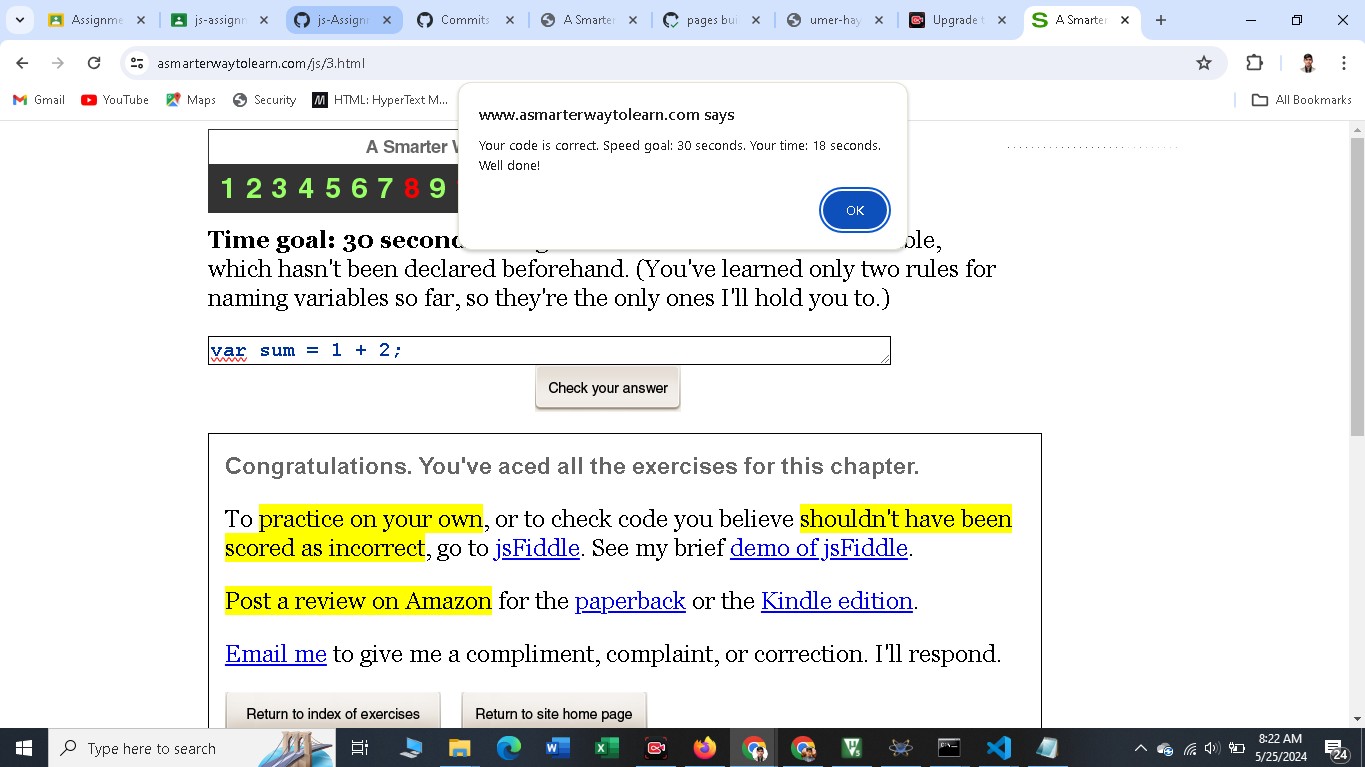 Assignme
js-assignm
js-Assignm
Commits
A Smarter
pages bui
umer-hay
Upgrade t
A Smarter
asmarterwaytolearn.com/js/3.html
Gmail
YouTube
Maps
Security
HTML: HyperText M...
All Bookmarks
www.asmarterwaytolearn.com says
Your code is correct. Speed goal: 30 seconds. Your time: 18 seconds.
Well done!
OK
A Smarter W
1 2 3 4 5 6 7 8 9
Time goal: 30 second
ble,
which hasn't been declared beforehand. (You've learned only two rules for
naming variables so far, so they're the only ones I'll hold you to.)
var sum = 1 + 2;
Check your answer
Congratulations. You've aced all the exercises for this chapter.
To practice on your own, or to check code you believe shouldn't have been
scored as incorrect, go to jsFiddle. See my brief demo of jsFiddle.
Post a review on Amazon for the paperback or the Kindle edition.
Email me to give me a compliment, complaint, or correction. I'll respond.
Return to index of exercises
Return to site home page
Type here to search
8:22 AM
5/25/2024
24